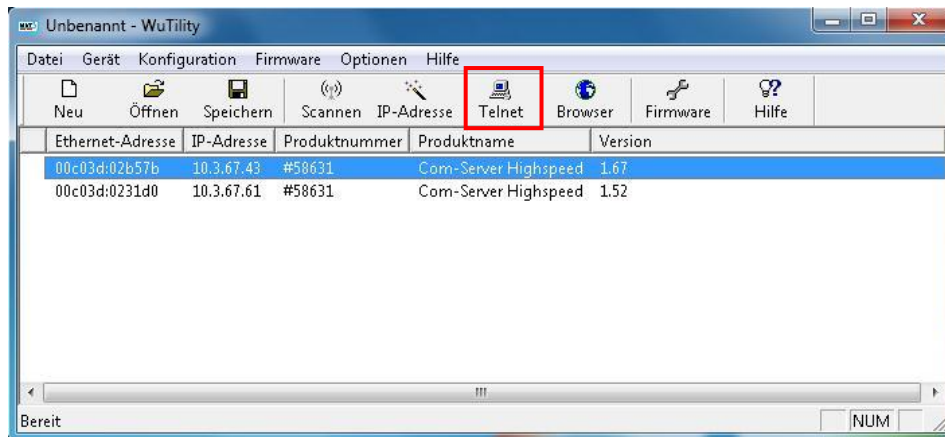 Unbenannt - WuTility
Datei Gerät Konfiguration Firmware Optionen Hilfe
Neu Öffnen Speichern Scannen IP-Adresse Telnet Browser Firmware Hilfe
Ethernet-Adresse IP-Adresse Produktnummer Produktname Version
00c03d:02b57b 10.3.67.43 #58631 Com-Server Highspeed 1.67
00c03d:0231d0 10.3.67.61 #58631 Com-Server Highspeed 1.52
Bereit NUM